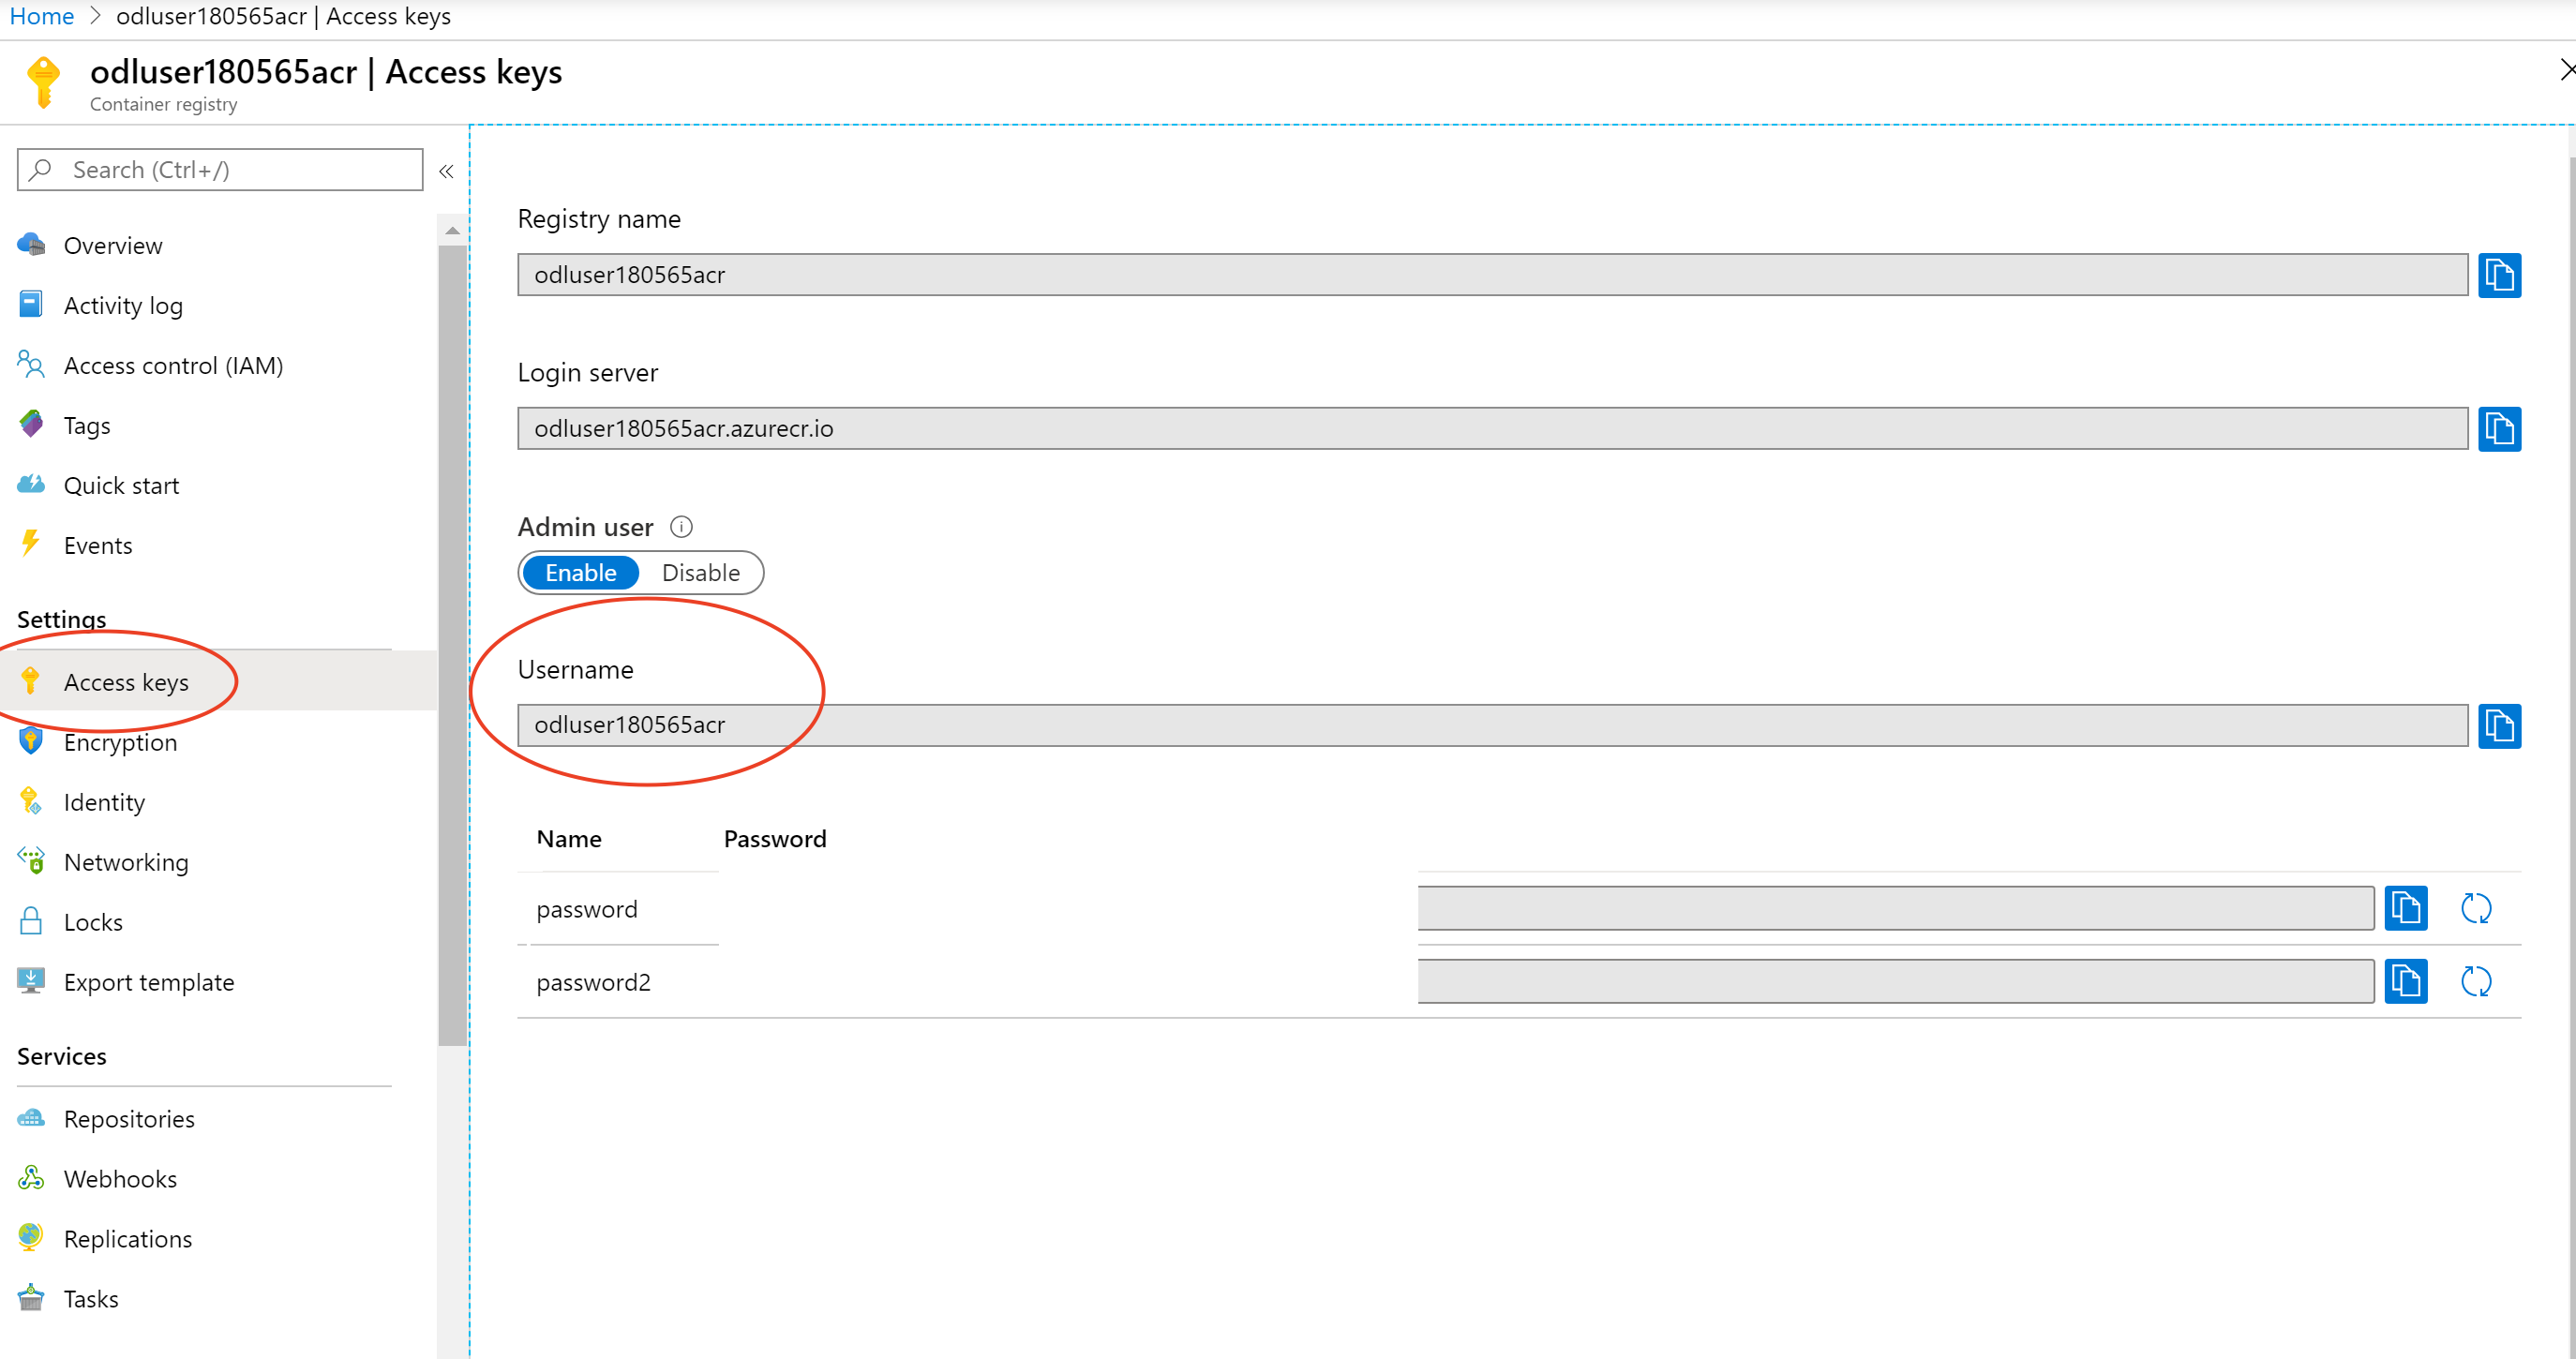 Home > odluser180565acr | Access keys
odluser180565acr | Access keys
Container registry
Search (Ctrl+/)
«
Overview
Activity log
Access control (IAM)
Tags
Quick start
Events
Settings
Access keys
Encryption
Identity
Networking
Locks
Export template
Services
Repositories
Webhooks
Replications
Tasks
Registry name
odluser180565acr
Login server
odluser180565acr.azurecr.io
Admin user
Enable Disable
Username
odluser180565acr
Name Password
password
password2